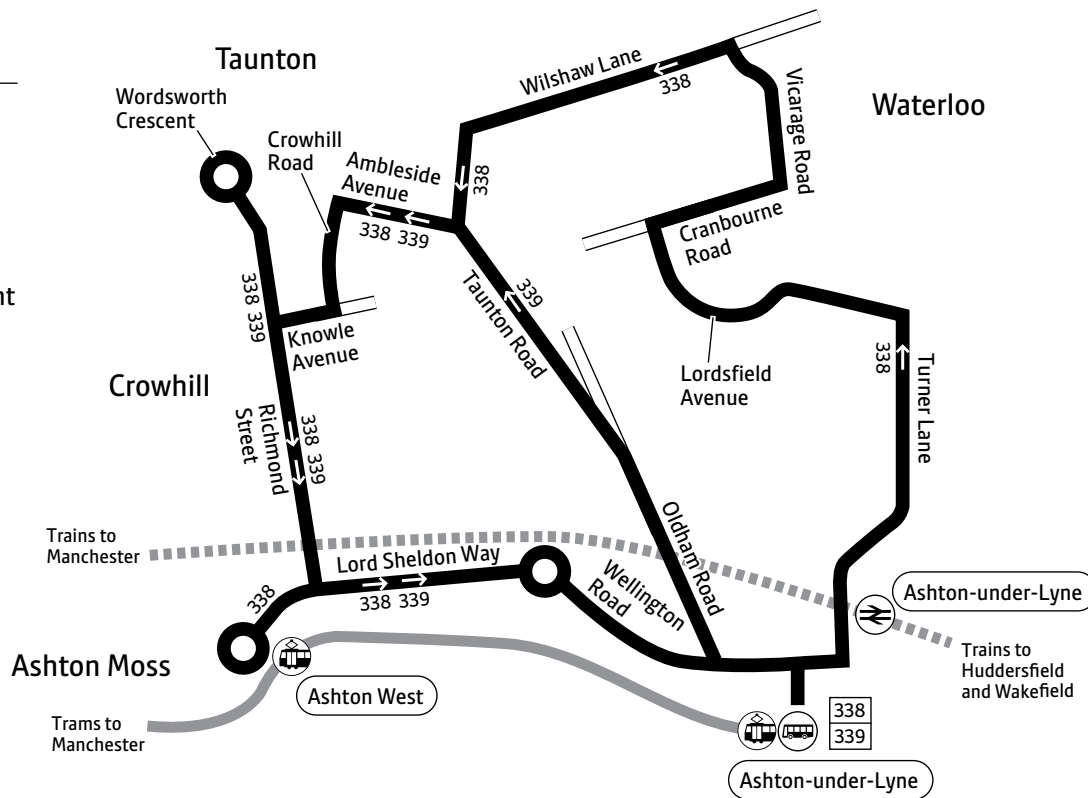 Taunton
Wordsworth
Crescent
Crowhill
Road
Ambleside
Avenue
338 339
Wilshaw Lane
338
338
Vicarage Road
Waterloo
Cranbourne
Road
nt
338 339
Knowle
Avenue
339
Taunton Road
Lordsfield
Avenue
338
Turner Lane
Crowhill
Richmond
Street
338 339
Trains to
Manchester
Lord Sheldon Way
338 339
338
Wellington
Road
Oldham Road
Ashton-under-Lyne
Trains to
Huddersfield
and Wakefield
Ashton Moss
Ashton West
Trams to
Manchester
338
339
Ashton-under-Lyne